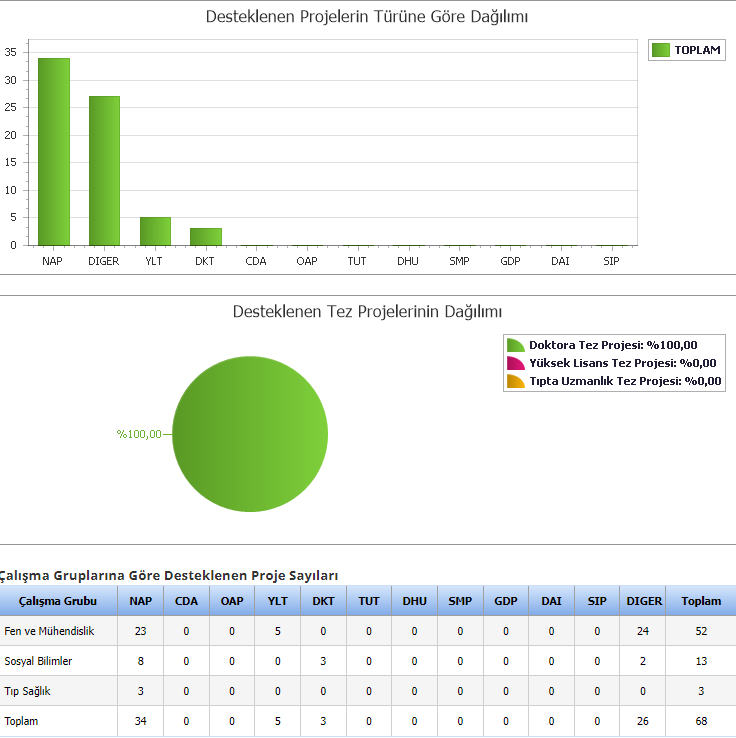 Desteklenen Projelerin Türüne Göre Dağılımı
TOPLAM
35
30
25
20
15
10
5
0
NAP DIGER YLT DKT CDA OAP TUT DHU SMP GDP DAI SIP
Desteklenen Tez Projelerinin Dağılımı
Doktora Tez Projesi: %100,00
Yüksek Lisans Tez Projesi: %0,00
Tıpta Uzmanlık Tez Projesi: %0,00
%100,00
Çalışma Gruplarına Göre Desteklenen Proje Sayıları
Çalışma Grubu NAP CDA OAP YLT DKT TUT DHU SMP GDP DAI SIP DIGER Toplam
Fen ve Mühendislik 23 0 0 5 0 0 0 0 0 0 0 24 52
Sosyal Bilimler 8 0 0 0 3 0 0 0 0 0 0 2 13
Tıp Sağlık 3 0 0 0 0 0 0 0 0 0 0 0 3
Toplam 34 0 0 5 3 0 0 0 0 0 0 26 68